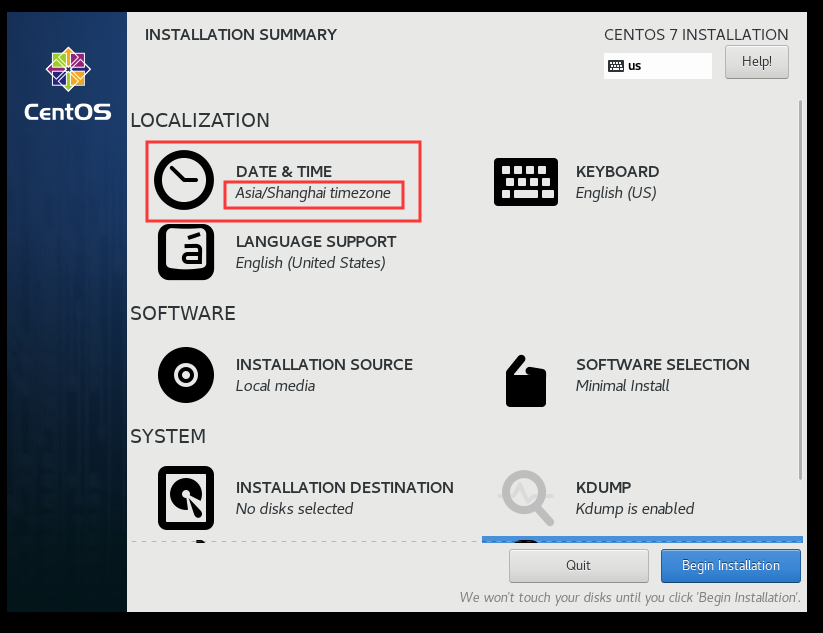 INSTALLATION SUMMARY
CENTOS 7 INSTALLATION
us
Help!
CentOS
LOCALIZATION
DATE & TIME
Asia/Shanghai timezone
KEYBOARD
English (US)
á
LANGUAGE SUPPORT
English (United States)
SOFTWARE
INSTALLATION SOURCE
Local media
SOFTWARE SELECTION
Minimal Install
SYSTEM
INSTALLATION DESTINATION
No disks selected
KDUMP
Kdump is enabled
Quit
Begin Installation
We won't touch your disks until you click 'Begin Installation'.